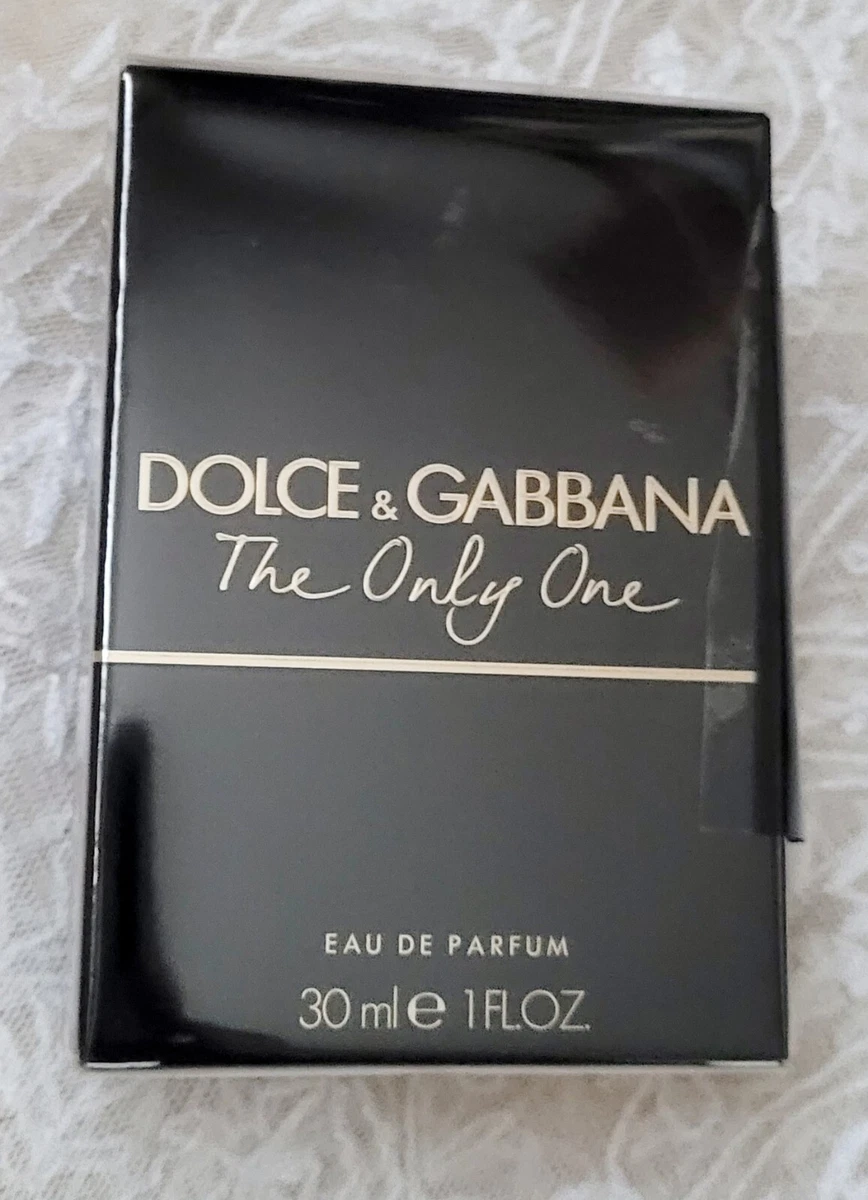 DOLCE & GABBANA
The Only One
EAU DE PARFUM
30 ml ℮ 1 FL.OZ.